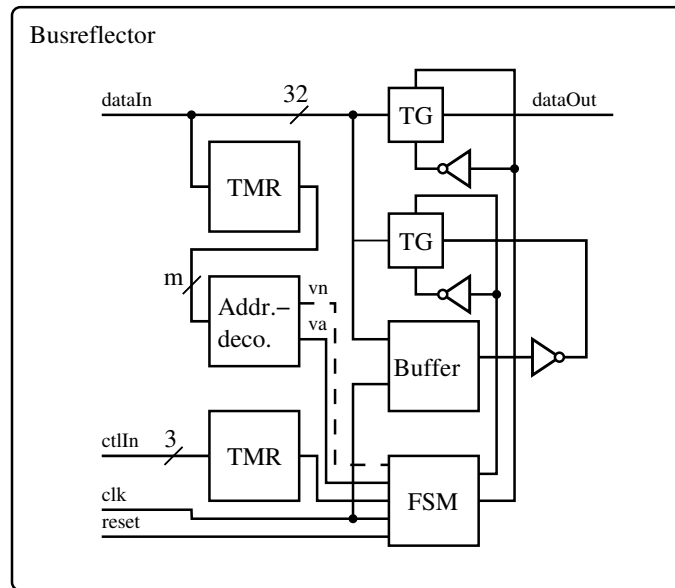 Busreflector
dataIn
32
TG
dataOut
TMR
TG
m
Addr.–
deco.
vn
va
Buffer
ctlIn
3
TMR
clk
reset
FSM